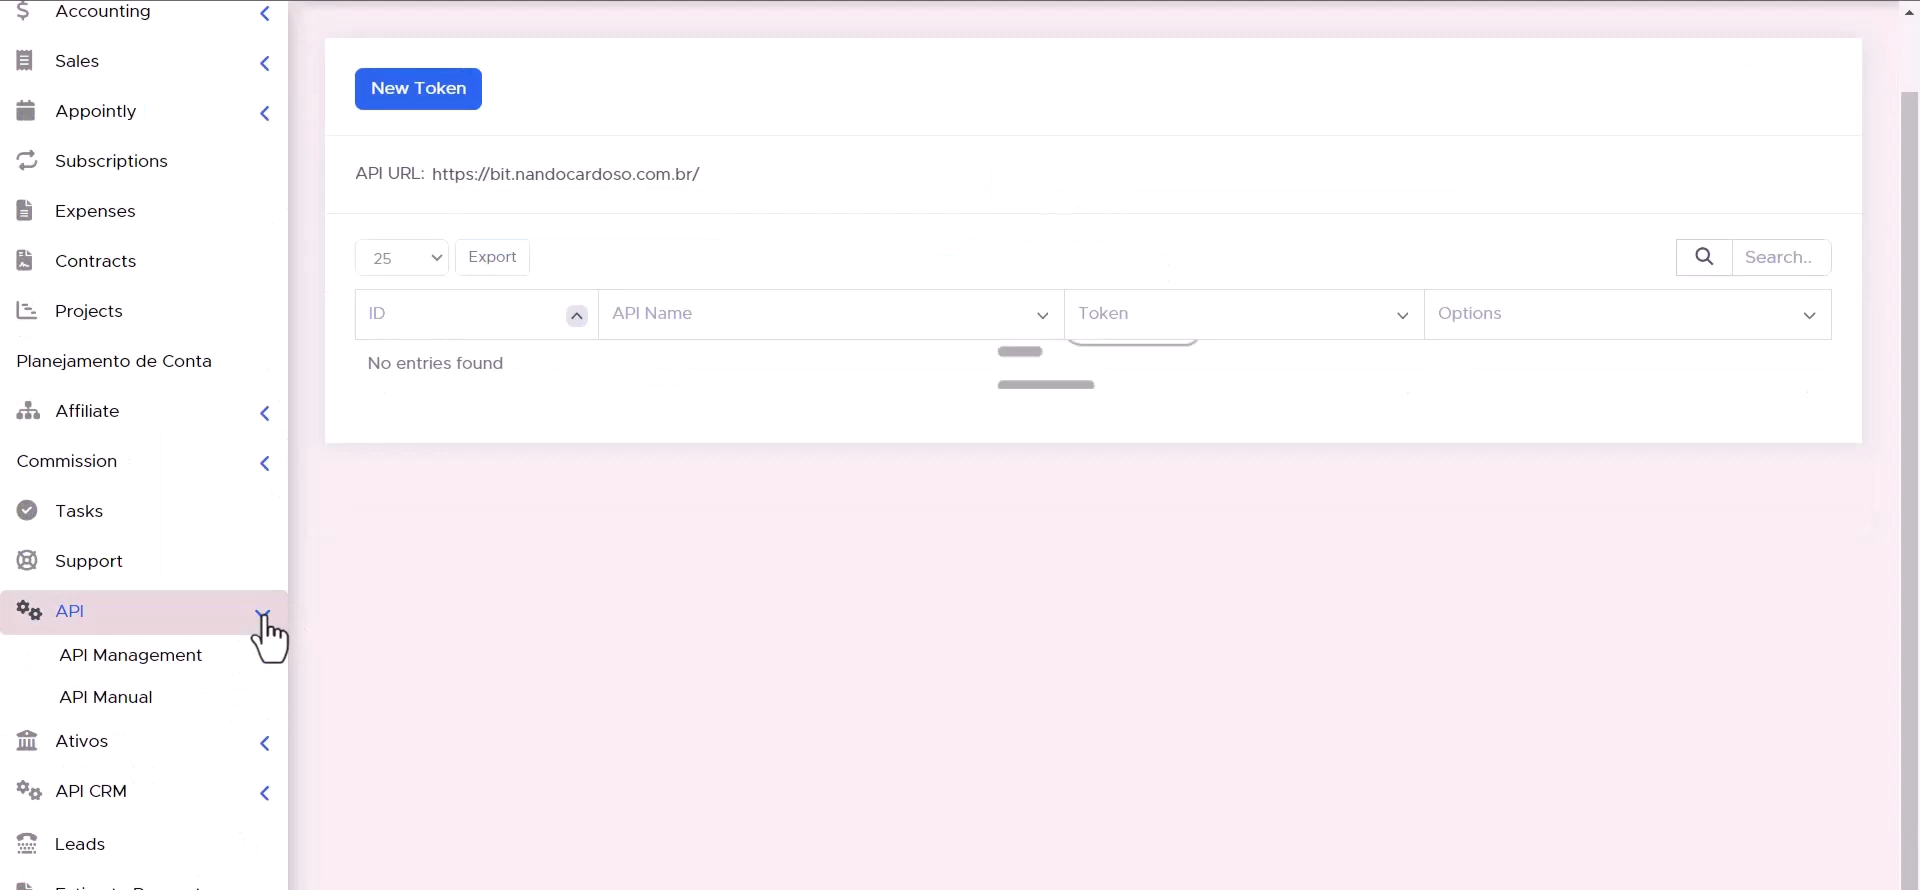 Accounting
Sales
Appointly
Subscriptions
Expenses
Contracts
Projects
Planejamento de Conta
Affiliate
Commission
Tasks
Support
API
API Management
API Manual
Ativos
API CRM
Leads
New Token
API URL: https://bit.nandocardoso.com.br/
25 Export Search..
ID API Name Token Options
No entries found